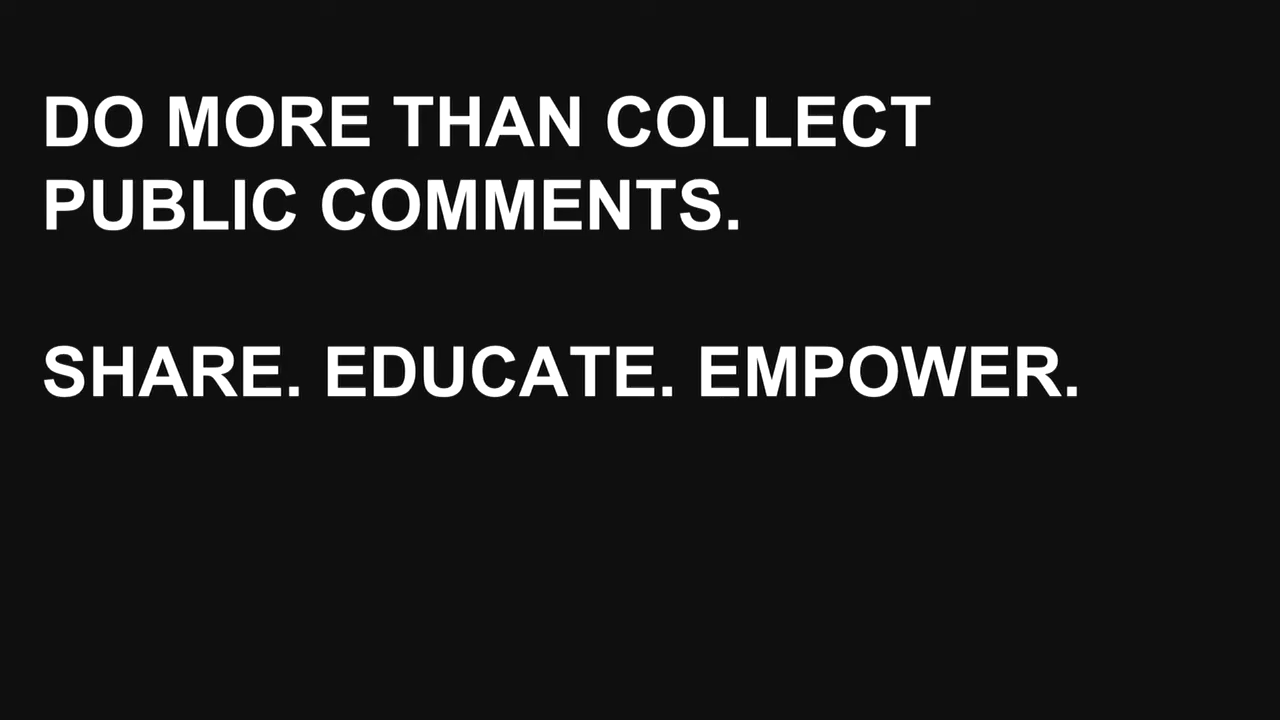 DO MORE THAN COLLECT
PUBLIC COMMENTS.
SHARE. EDUCATE. EMPOWER.